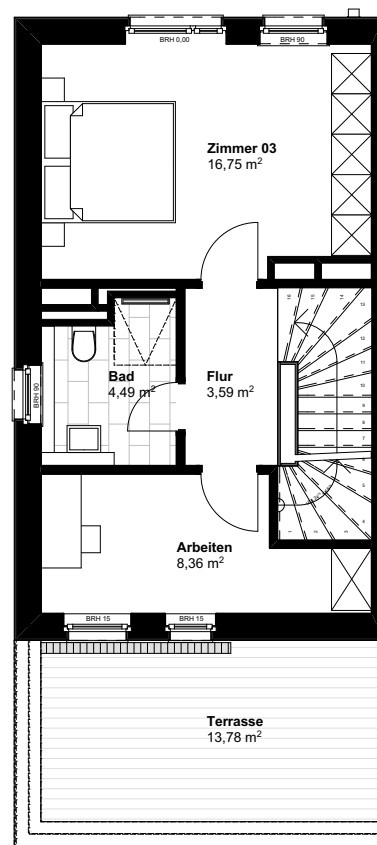 BRH 0,00
BRH 90
Zimmer 03
16,75 m²
Bad
4,49 m²
Flur
3,59 m²
BRH 90
Arbeiten
8,36 m²
BRH 15
BRH 15
Terrasse
13,78 m²